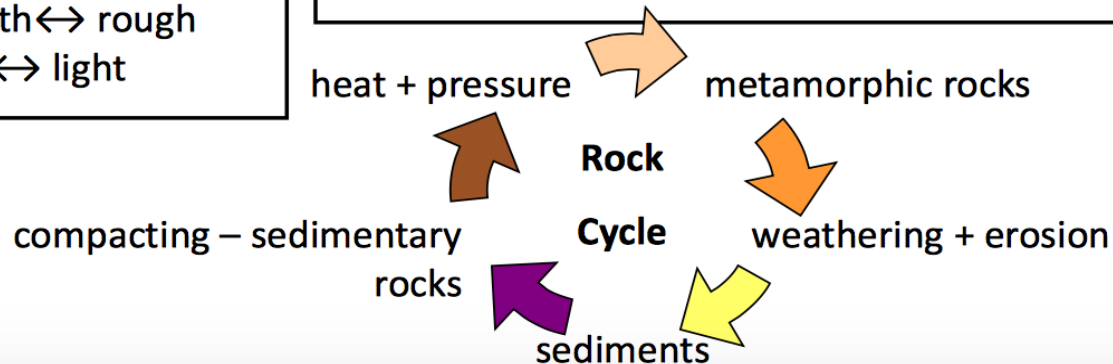 th↔ rough
↔ light
heat + pressure
metamorphic rocks
Rock
Cycle
compacting – sedimentary
rocks
weathering + erosion
sediments